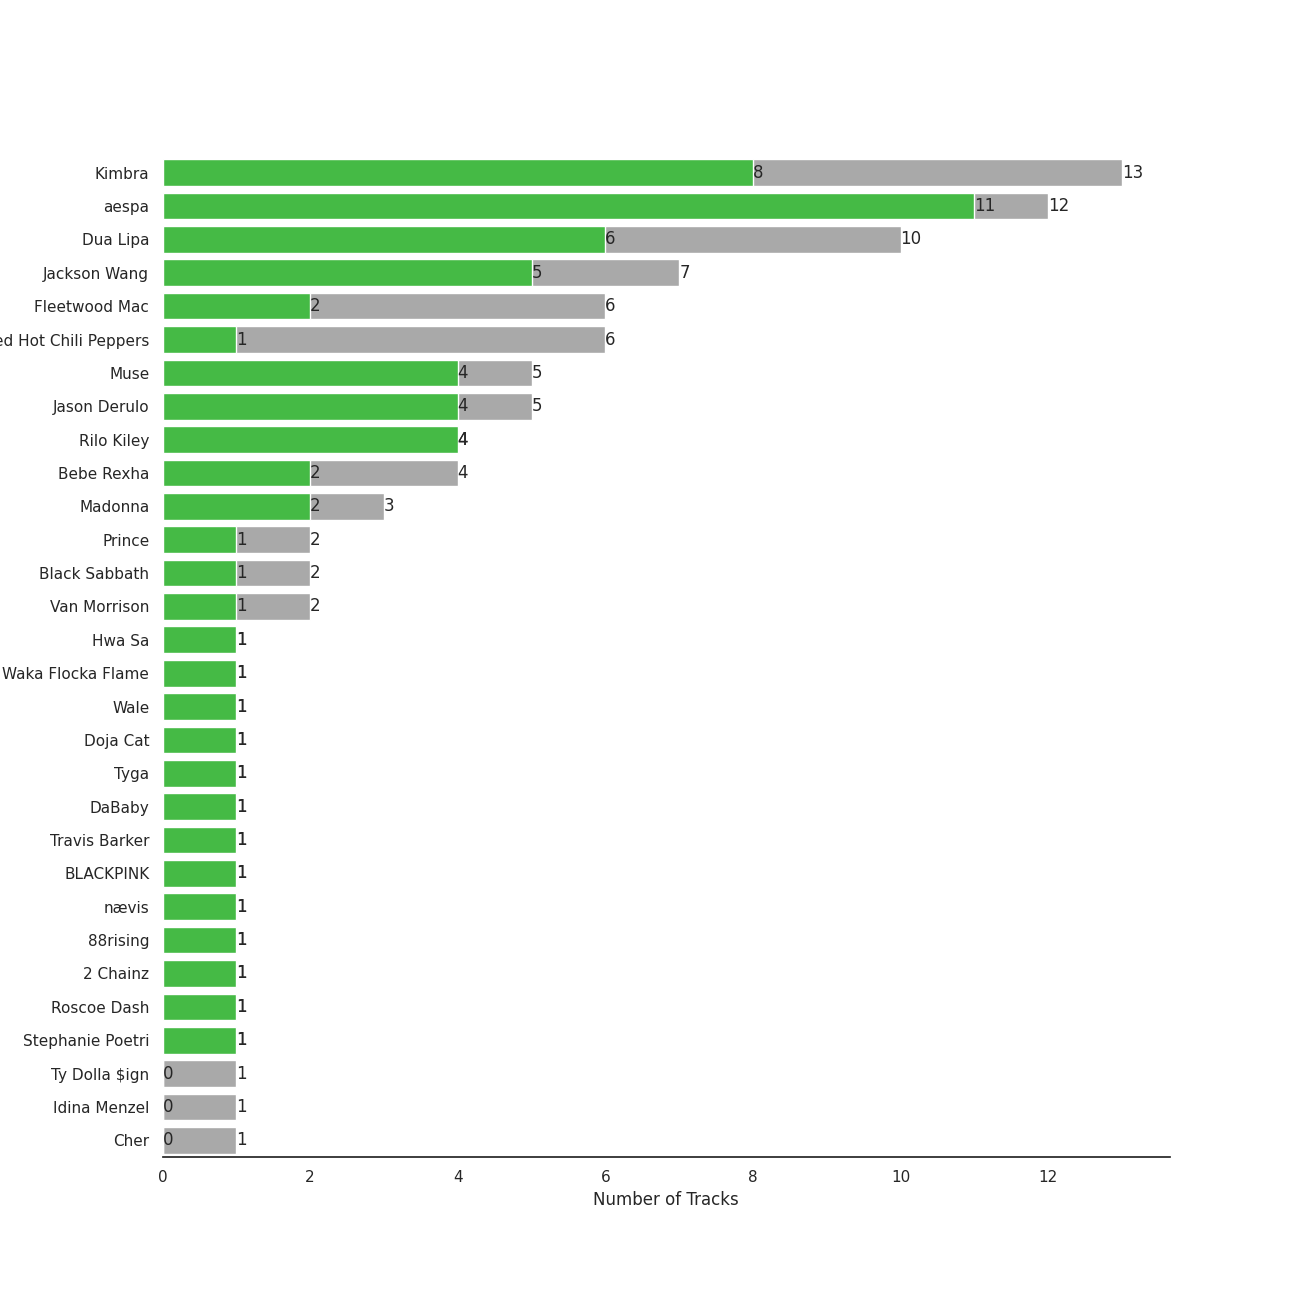 Kimbra 8 13
aespa 11 12
Dua Lipa 6 10
Jackson Wang 5 7
Fleetwood Mac 2 6
ed Hot Chili Peppers 1 6
Muse 4 5
Jason Derulo 4 5
Rilo Kiley 4
Bebe Rexha 2 4
Madonna 2 3
Prince 1 2
Black Sabbath 1 2
Van Morrison 1 2
Hwa Sa 1
Waka Flocka Flame 1
Wale 1
Doja Cat 1
Tyga 1
DaBaby 1
Travis Barker 1
BLACKPINK 1
nævis 1
88rising 1
2 Chainz 1
Roscoe Dash 1
Stephanie Poetri 1
Ty Dolla $ign 0 1
Idina Menzel 0 1
Cher 0 1
0 2 4 6 8 10 12
Number of Tracks